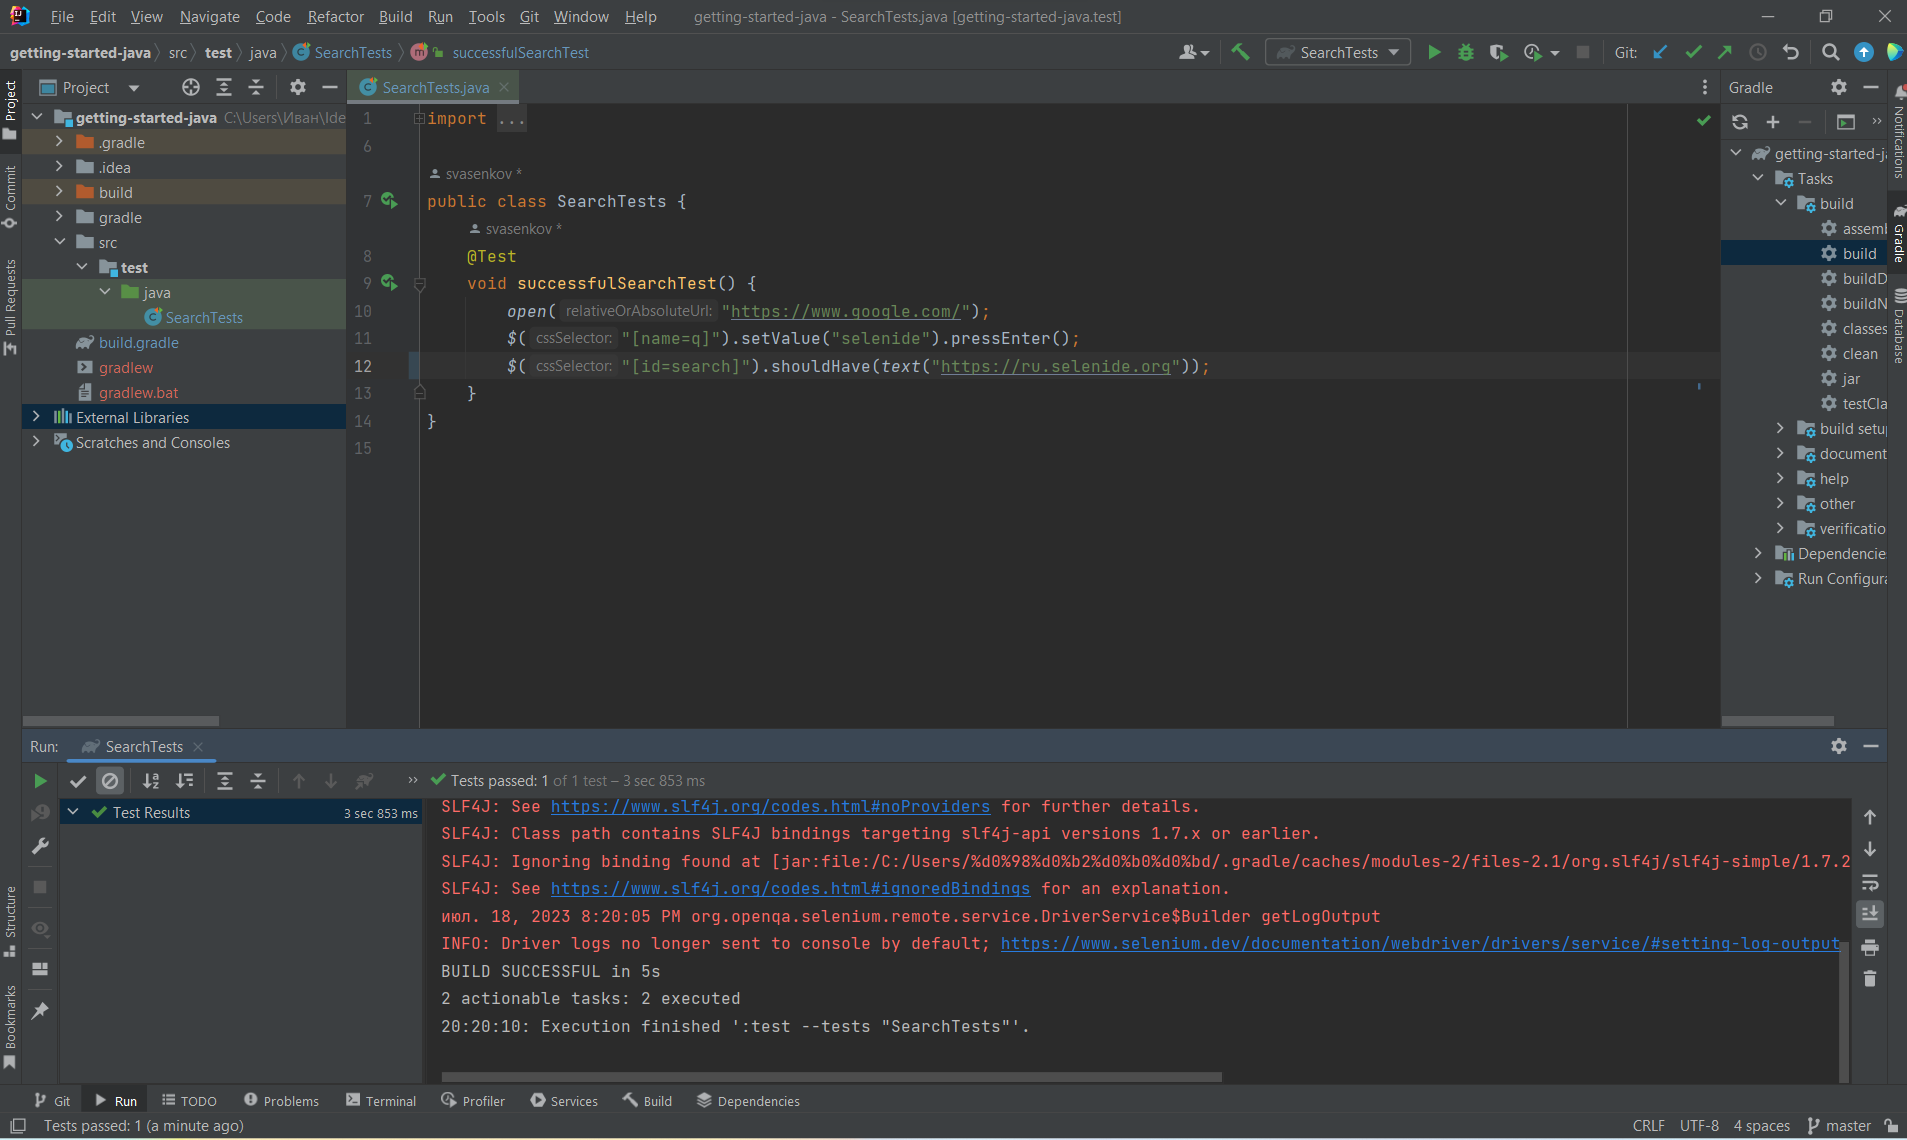 File Edit View Navigate Code Refactor Build Run Tools Git Window Help getting-started-java - SearchTests.java [getting-started-java.test]
getting-started-java src test java SearchTests successfulSearchTest
SearchTests Git:
Project
SearchTests.java
Gradle
getting-started-java C:\Users\Иван\Ide
.gradle
.idea
build
gradle
src
test
java
SearchTests
build.gradle
gradlew
gradlew.bat
External Libraries
Scratches and Consoles
1 import ...
6
svasenkov *
7 public class SearchTests {
svasenkov *
8 @Test
9 void successfulSearchTest() {
10 open( relativeOrAbsoluteUrl: "https://www.google.com/");
11 $( cssSelector: "[name=q]").setValue("selenide").pressEnter();
12 $( cssSelector: "[id=search]").shouldHave(text("https://ru.selenide.org"));
13 }
14 }
15
getting-started-j
Tasks
build
assem
build
buildD
buildN
classes
clean
jar
testCla
build setu
document
help
other
verificatio
Dependencie
Run Configura
Project
Commit
Pull Requests
Structure
Bookmarks
Notifications
Gradle
Database
Run: SearchTests
Tests passed: 1 of 1 test – 3 sec 853 ms
Test Results 3 sec 853 ms
SLF4J: See https://www.slf4j.org/codes.html#noProviders for further details.
SLF4J: Class path contains SLF4J bindings targeting slf4j-api versions 1.7.x or earlier.
SLF4J: Ignoring binding found at [jar:file:/C:/Users/%d0%98%d0%b2%d0%b0%d0%bd/.gradle/caches/modules-2/files-2.1/org.slf4j/slf4j-simple/1.7.2
SLF4J: See https://www.slf4j.org/codes.html#ignoredBindings for an explanation.
июл. 18, 2023 8:20:05 PM org.openqa.selenium.remote.service.DriverService$Builder getLogOutput
INFO: Driver logs no longer sent to console by default; https://www.selenium.dev/documentation/webdriver/drivers/service/#setting-log-output
BUILD SUCCESSFUL in 5s
2 actionable tasks: 2 executed
20:20:10: Execution finished ':test --tests "SearchTests"'.
Git Run TODO Problems Terminal Profiler Services Build Dependencies
Tests passed: 1 (a minute ago)
CRLF UTF-8 4 spaces master